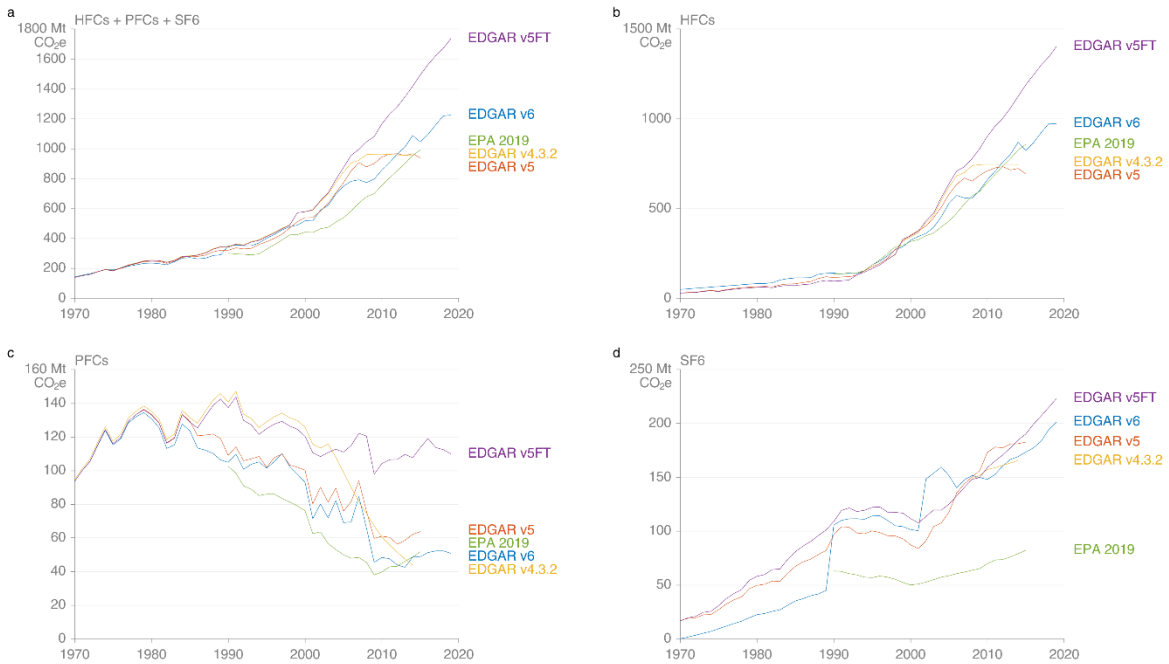 a
HFCs + PFCs + SF6
1800 Mt
CO₂e
1600
1400
1200
1000
800
600
400
200
0
1970
1980
1990
2000
2010
2020
EDGAR v5FT
EDGAR v6
EPA 2019
EDGAR v4.3.2
EDGAR v5
b
HFCs
1500 Mt
CO₂e
1000
500
0
1970
1980
1990
2000
2010
2020
EDGAR v5FT
EDGAR v6
EPA 2019
EDGAR v4.3.2
EDGAR v5
c
PFCs
160 Mt
CO₂e
140
120
100
80
60
40
20
0
1970
1980
1990
2000
2010
2020
EDGAR v5FT
EDGAR v5
EPA 2019
EDGAR v6
EDGAR v4.3.2
d
SF6
250 Mt
CO₂e
200
150
100
50
0
1970
1980
1990
2000
2010
2020
EDGAR v5FT
EDGAR v6
EDGAR v5
EDGAR v4.3.2
EPA 2019